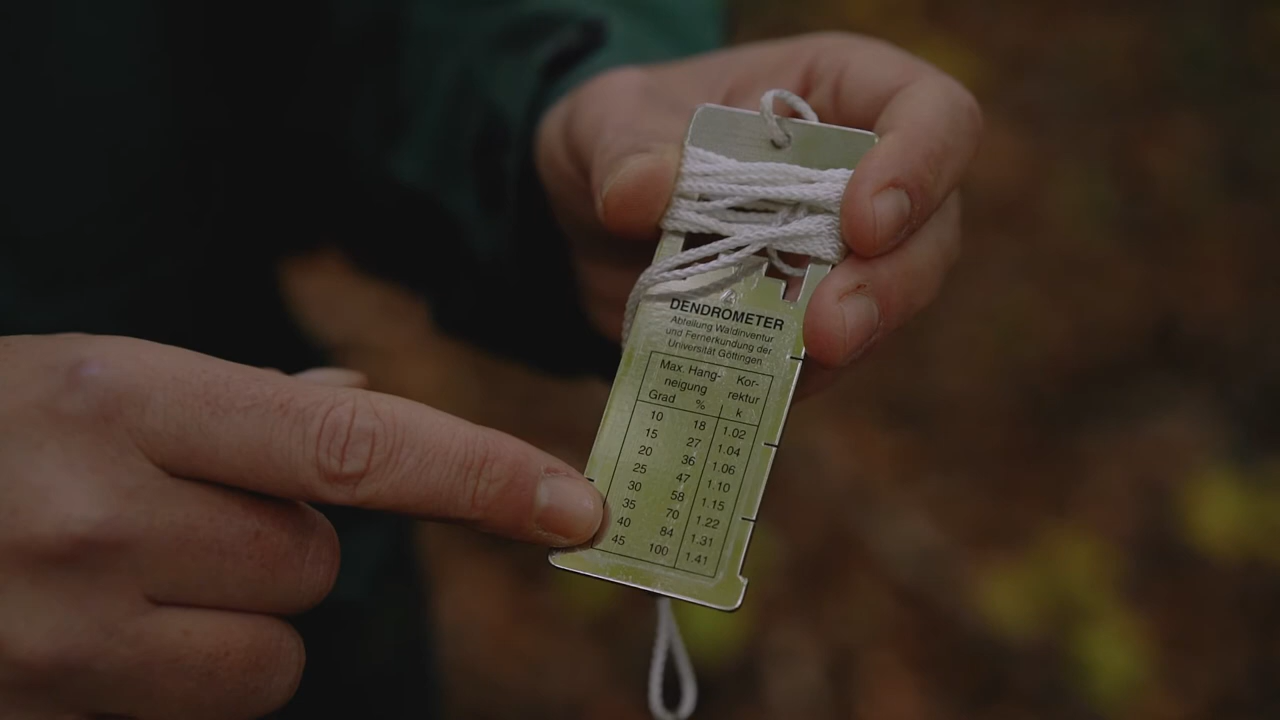 DENDROMETER
Abteilung Waldinventur
und Fernerkundung der
Universität Göttingen
Max. Hang- Kor-
neigung rektur
Grad % k
10 18 1.02
15 27 1.04
20 36 1.06
25 47 1.10
30 58 1.15
35 70 1.22
40 84 1.31
45 100 1.41